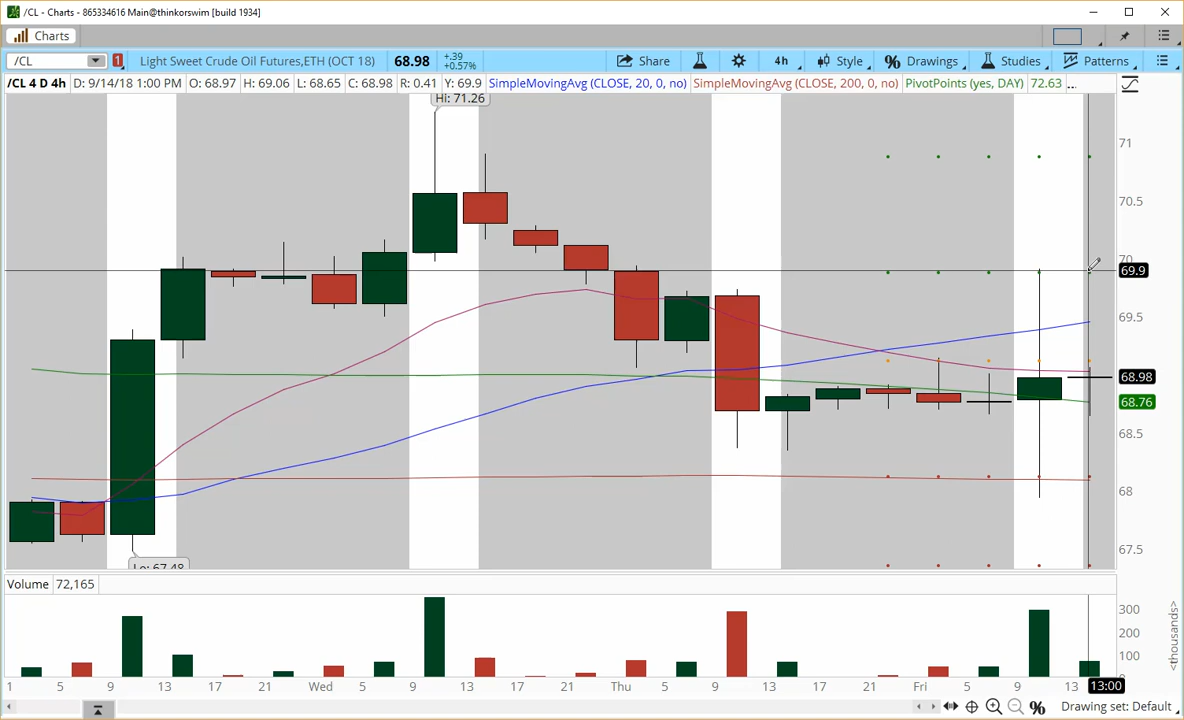 /CL - Charts - 865334616 Main@thinkorswim [build 1934]
Charts
/CL 1 Light Sweet Crude Oil Futures,ETH (OCT 18) 68.98 +.39 +0.57% Share 4h Style Drawings Studies Patterns
/CL 4 D 4h D: 9/14/18 1:00 PM O: 68.97 H: 69.06 L: 68.65 C: 68.98 R: 0.41 Y: 69.9 SimpleMovingAvg (CLOSE, 20, 0, no) SimpleMovingAvg (CLOSE, 200, 0, no) PivotPoints (yes, DAY) 72.63 ...
Hi: 71.26
71
70.5
70
69.9
69.5
68.98
68.76
68.5
68
67.5
Lo: 67.48
Volume 72,165
300
200
100
<thousands>
1 5 9 13 17 21 Wed 5 9 13 17 21 Thu 5 9 13 17 21 Fri 5 9 13 13:00
% Drawing set: Default